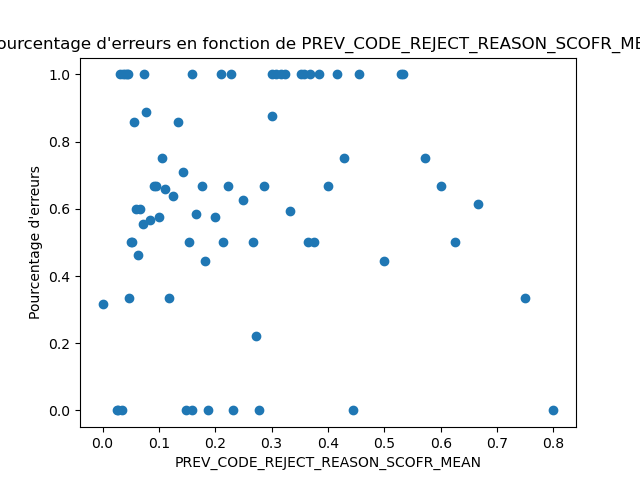 ourcentage d'erreurs en fonction de PREV_CODE_REJECT_REASON_SCOFR_ME
Pourcentage d'erreurs
1.0
0.8
0.6
0.4
0.2
0.0
0.0 0.1 0.2 0.3 0.4 0.5 0.6 0.7 0.8
PREV_CODE_REJECT_REASON_SCOFR_MEAN